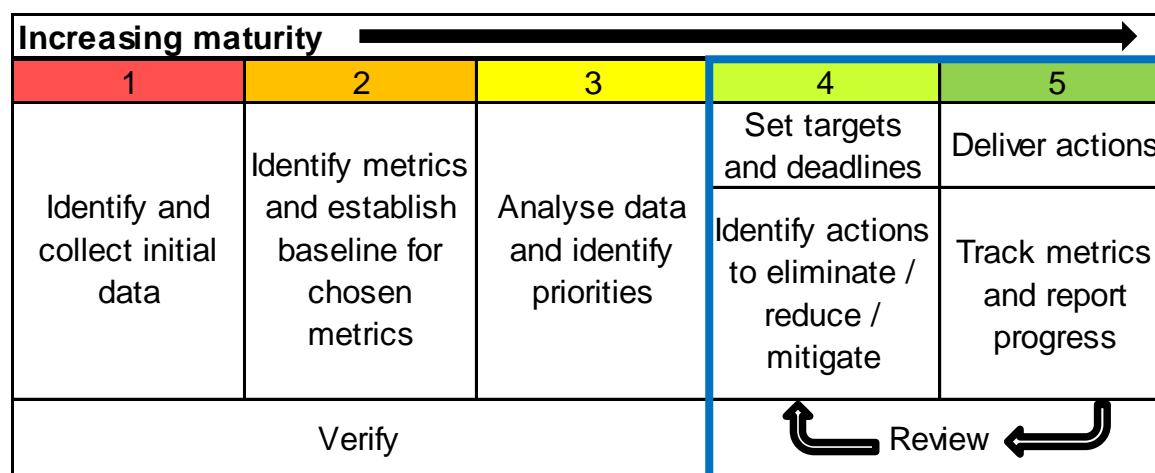 Increasing maturity
1
2
3
4
5
Identify and
collect initial
data
Identify metrics
and establish
baseline for
chosen
metrics
Analyse data
and identify
priorities
Set targets
and deadlines
Identify actions
to eliminate /
reduce /
mitigate
Deliver actions
Track metrics
and report
progress
Verify
Review